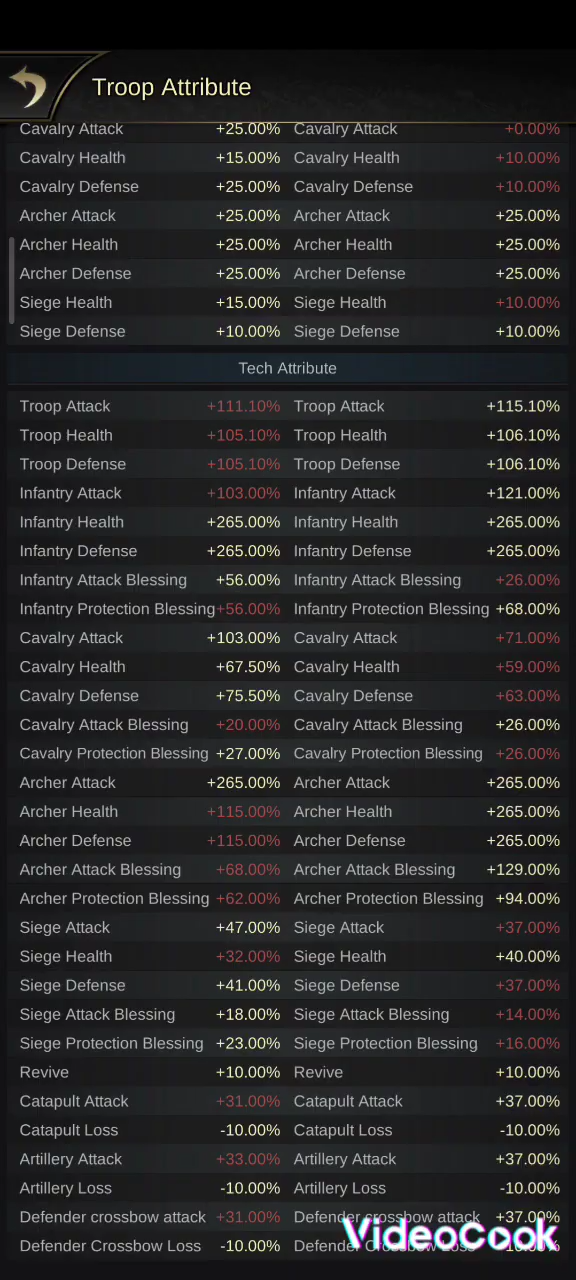 Troop Attribute
Cavalry Attack +25.00% Cavalry Attack +0.00%
Cavalry Health +15.00% Cavalry Health +10.00%
Cavalry Defense +25.00% Cavalry Defense +10.00%
Archer Attack +25.00% Archer Attack +25.00%
Archer Health +25.00% Archer Health +25.00%
Archer Defense +25.00% Archer Defense +25.00%
Siege Health +15.00% Siege Health +10.00%
Siege Defense +10.00% Siege Defense +10.00%
Tech Attribute
Troop Attack +111.10% Troop Attack +115.10%
Troop Health +105.10% Troop Health +106.10%
Troop Defense +105.10% Troop Defense +106.10%
Infantry Attack +103.00% Infantry Attack +121.00%
Infantry Health +265.00% Infantry Health +265.00%
Infantry Defense +265.00% Infantry Defense +265.00%
Infantry Attack Blessing +56.00% Infantry Attack Blessing +26.00%
Infantry Protection Blessing +56.00% Infantry Protection Blessing +68.00%
Cavalry Attack +103.00% Cavalry Attack +71.00%
Cavalry Health +67.50% Cavalry Health +59.00%
Cavalry Defense +75.50% Cavalry Defense +63.00%
Cavalry Attack Blessing +20.00% Cavalry Attack Blessing +26.00%
Cavalry Protection Blessing +27.00% Cavalry Protection Blessing +26.00%
Archer Attack +265.00% Archer Attack +265.00%
Archer Health +115.00% Archer Health +265.00%
Archer Defense +115.00% Archer Defense +265.00%
Archer Attack Blessing +68.00% Archer Attack Blessing +129.00%
Archer Protection Blessing +62.00% Archer Protection Blessing +94.00%
Siege Attack +47.00% Siege Attack +37.00%
Siege Health +32.00% Siege Health +40.00%
Siege Defense +41.00% Siege Defense +37.00%
Siege Attack Blessing +18.00% Siege Attack Blessing +14.00%
Siege Protection Blessing +23.00% Siege Protection Blessing +16.00%
Revive +10.00% Revive +10.00%
Catapult Attack +31.00% Catapult Attack +37.00%
Catapult Loss -10.00% Catapult Loss -10.00%
Artillery Attack +33.00% Artillery Attack +37.00%
Artillery Loss -10.00% Artillery Loss -10.00%
Defender crossbow attack +31.00% Defender crossbow attack +37.00%
VideoCook
Defender Crossbow Loss -10.00% Defender Crossbow Loss